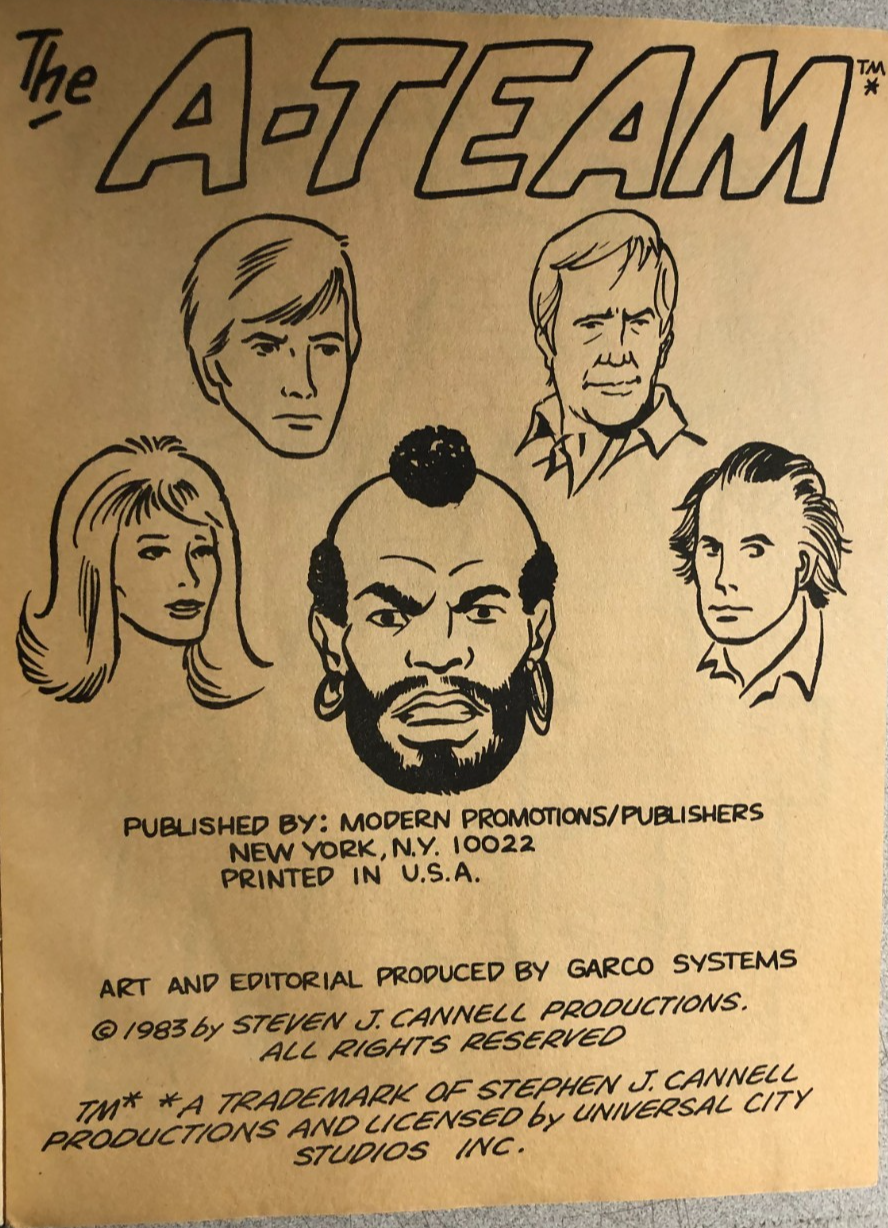 The A-TEAM™*
PUBLISHED BY: MODERN PROMOTIONS/PUBLISHERS
NEW YORK, N.Y. 10022
PRINTED IN U.S.A.
ART AND EDITORIAL PRODUCED BY GARCO SYSTEMS
© 1983 by STEVEN J. CANNELL PRODUCTIONS.
ALL RIGHTS RESERVED
TM* *A TRADEMARK OF STEPHEN J. CANNELL
PRODUCTIONS AND LICENSED by UNIVERSAL CITY
STUDIOS INC.